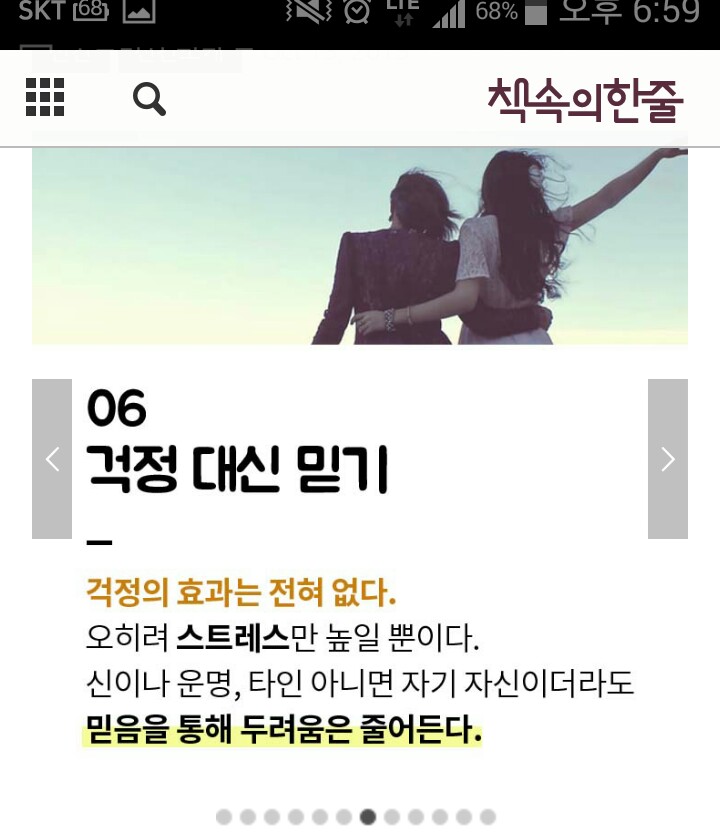 SKT 68 LTE 68% 오후 6:59
책속의한줄
06
걱정 대신 믿기
걱정의 효과는 전혀 없다.
오히려 스트레스만 높일 뿐이다.
신이나 운명, 타인 아니면 자기 자신이더라도
믿음을 통해 두려움은 줄어든다.